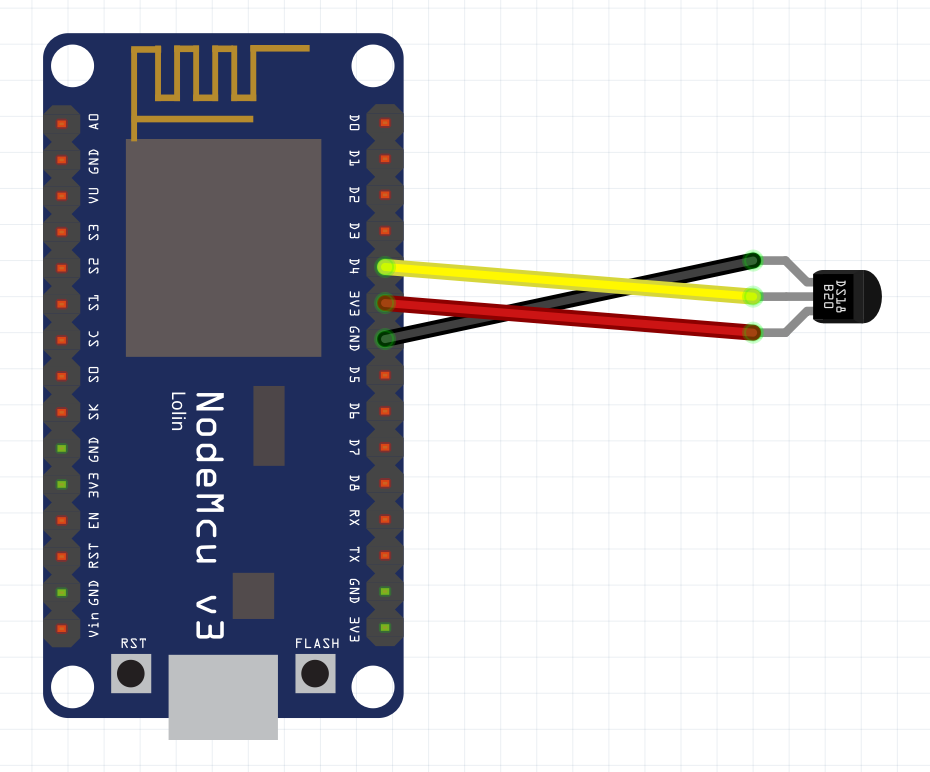 A0
GND
VU
S3
S2
S1
SC
S0
SK
GND
3V3
EN
RST
GND
Vin
NodeMcu v3
Lolin
D0
D1
D2
D3
D4
3V3
GND
D5
D6
D7
D8
RX
TX
GND
3V3
RST
FLASH
DS18
B20